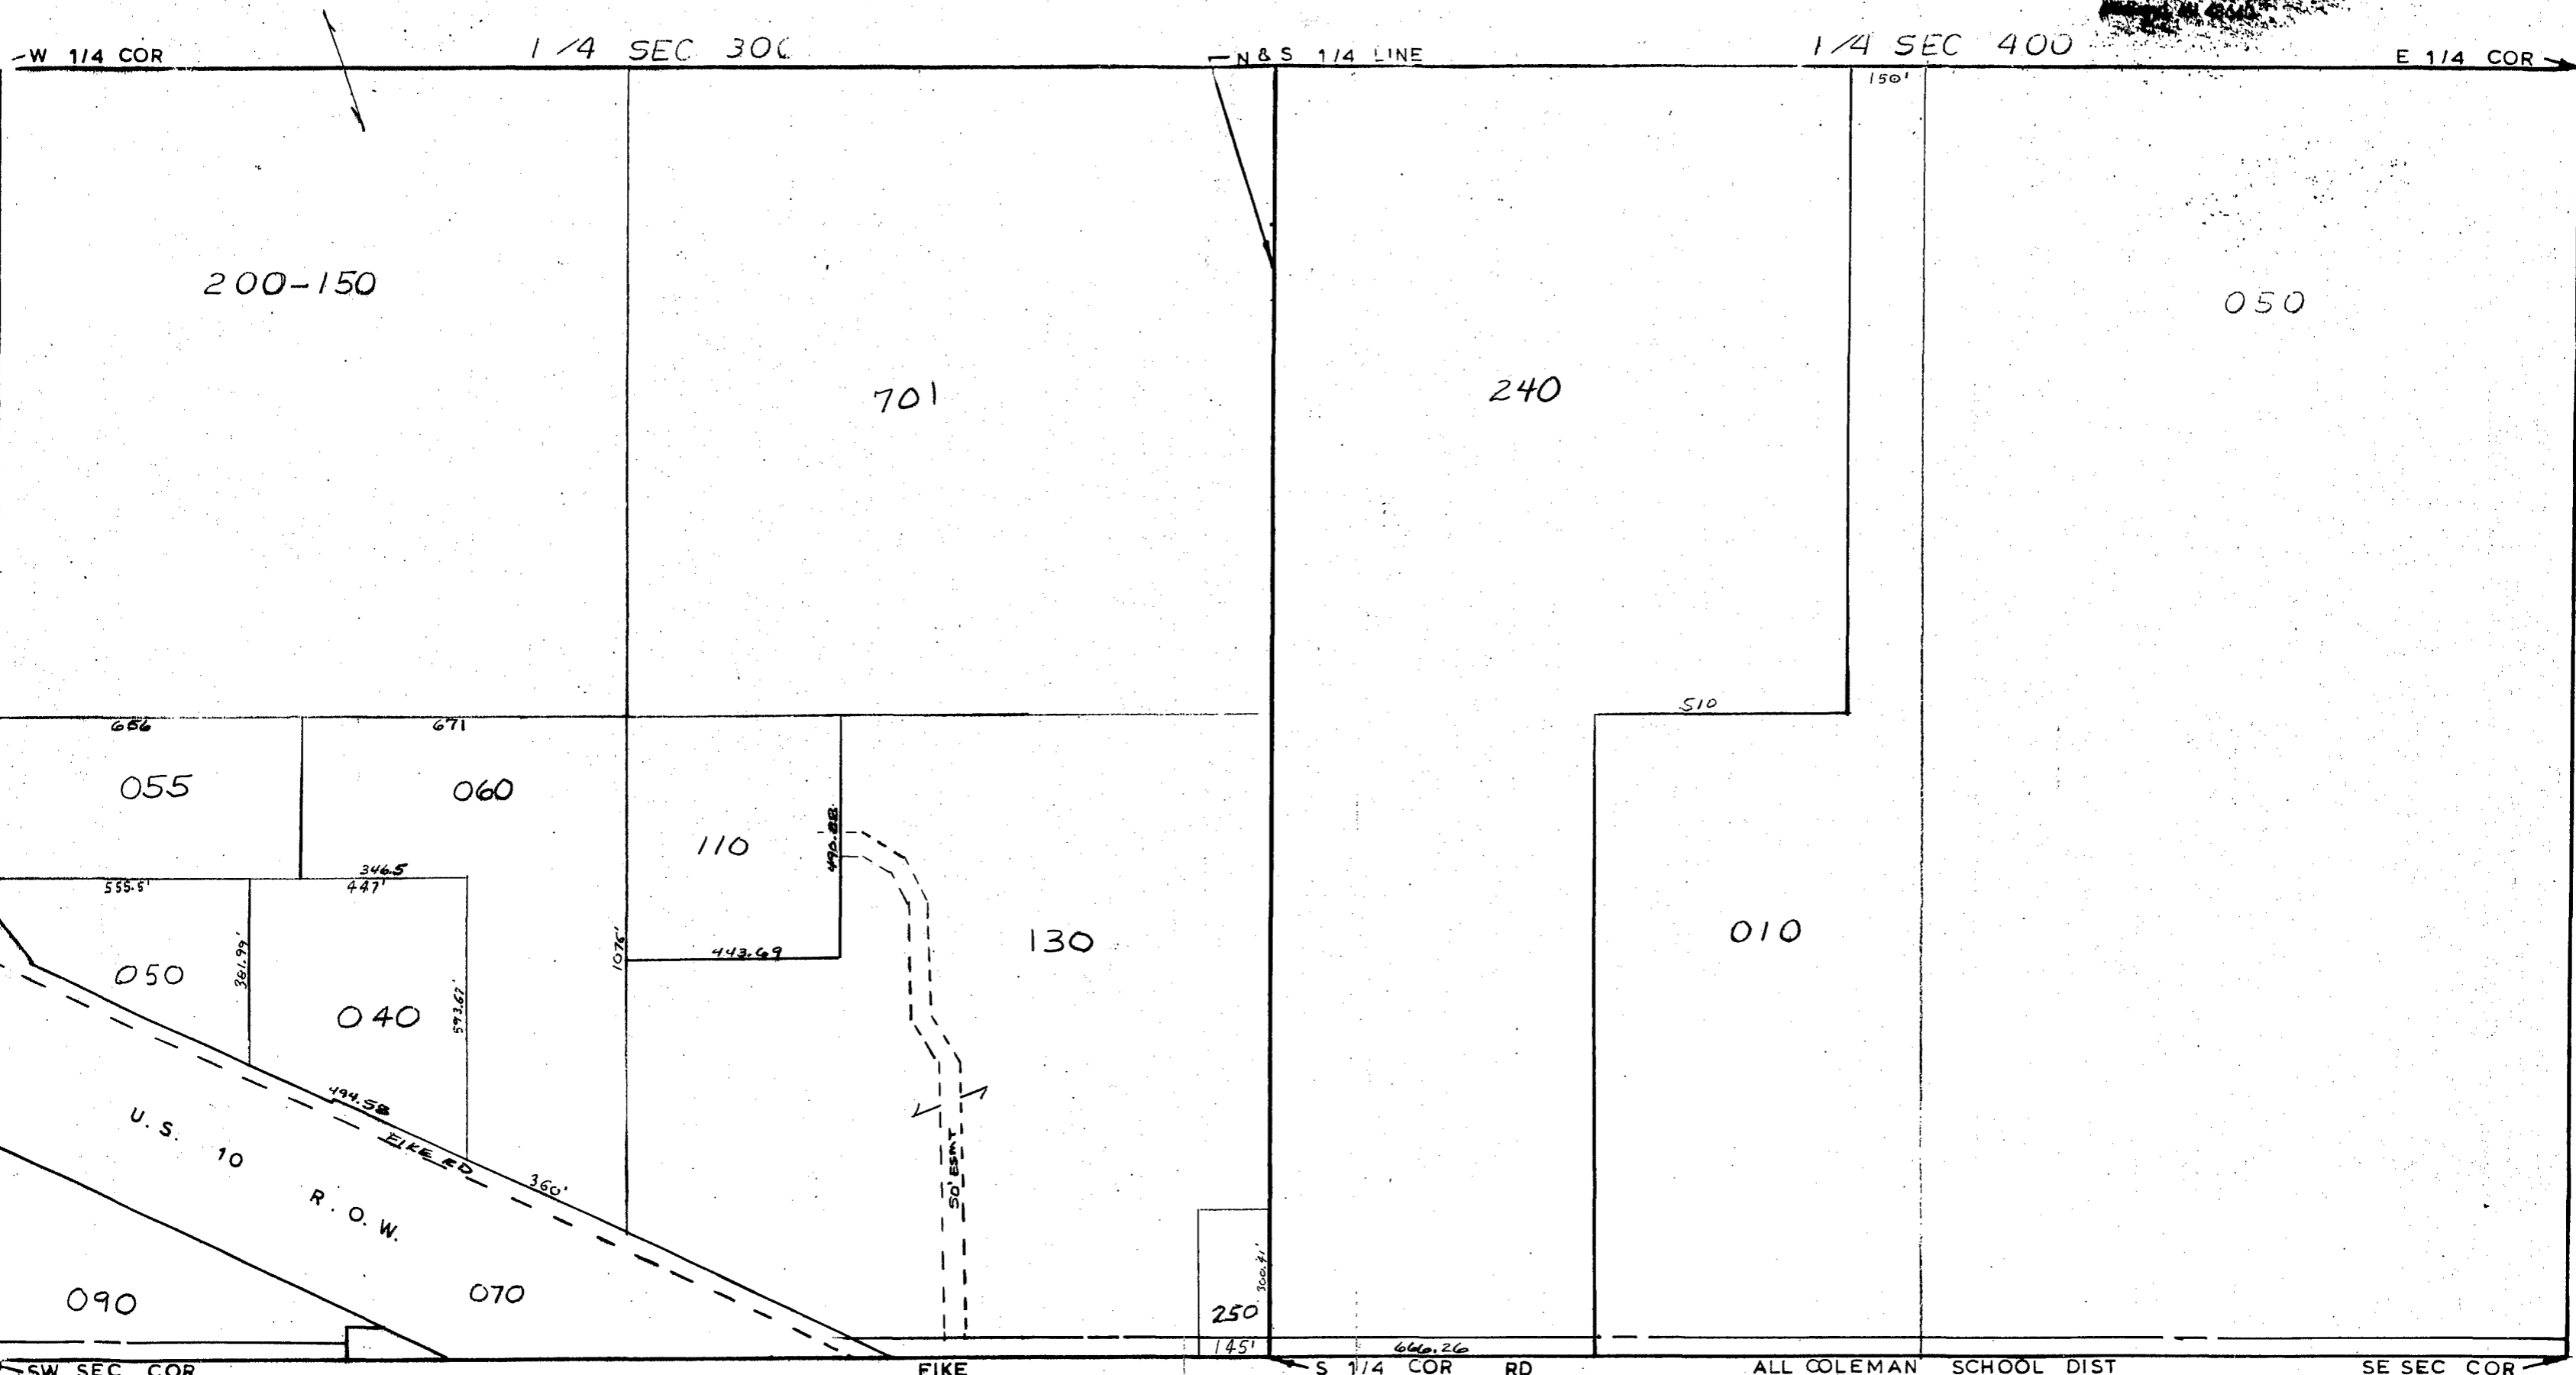 W 1/4 COR
1/4 SEC 300
N & S 1/4 LINE
1/4 SEC 400
E 1/4 COR
150'
200-150
701
240
050
656
671
510
055
060
110
490.88
346.5
555.5'
447'
130
010
381.99'
1076'
443.69
050
040
593.67'
494.58
U.S. 10 R.O.W.
FIKE RD
360'
50' ESMT
090
070
300.41'
250
145'
666.26
SW SEC COR
FIKE
S 1/4 COR
RD
ALL COLEMAN SCHOOL DIST
SE SEC COR